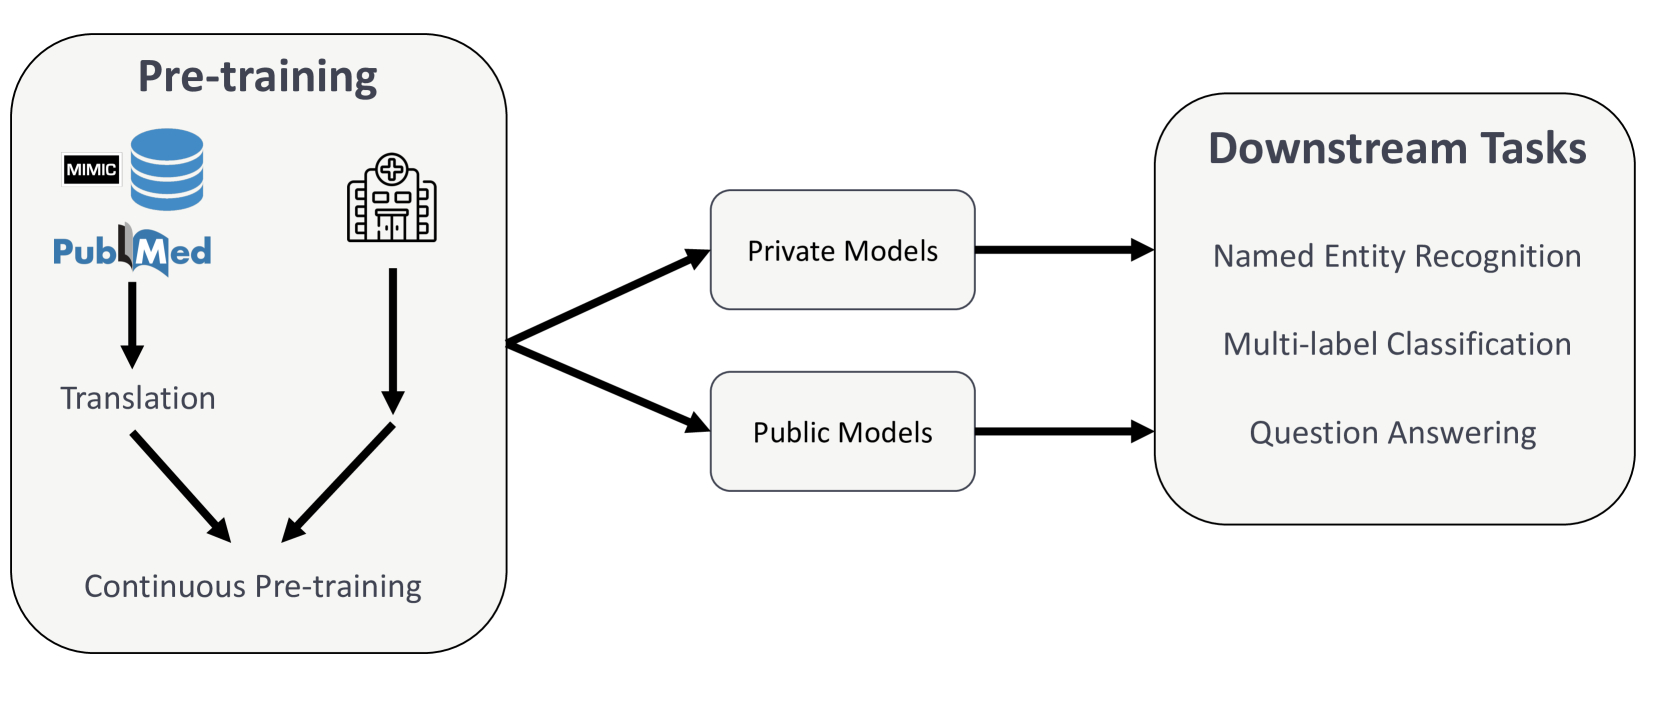 Pre-training
MIMIC
PubMed
Translation
Continuous Pre-training
Private Models
Public Models
Downstream Tasks
Named Entity Recognition
Multi-label Classification
Question Answering